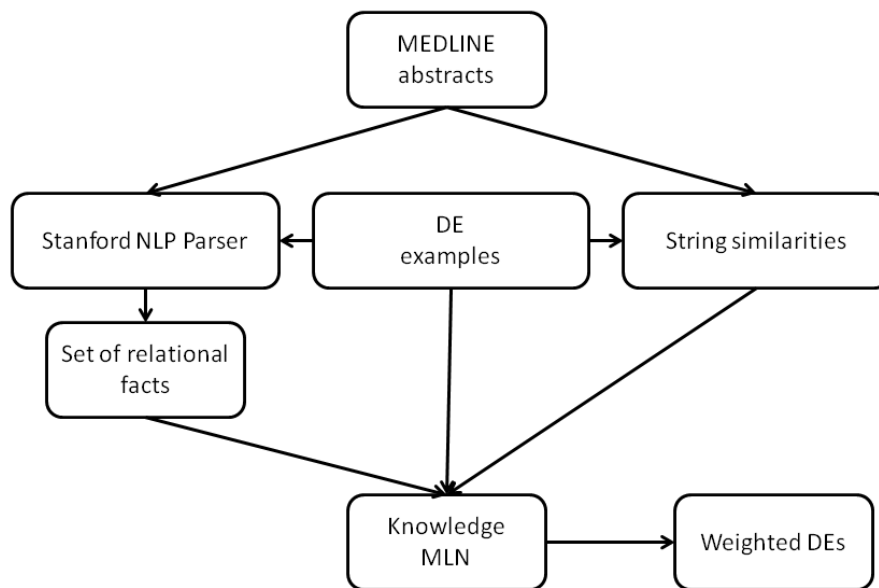 MEDLINE
abstracts
Stanford NLP Parser
DE
examples
String similarities
Set of relational
facts
Knowledge
MLN
Weighted DEs